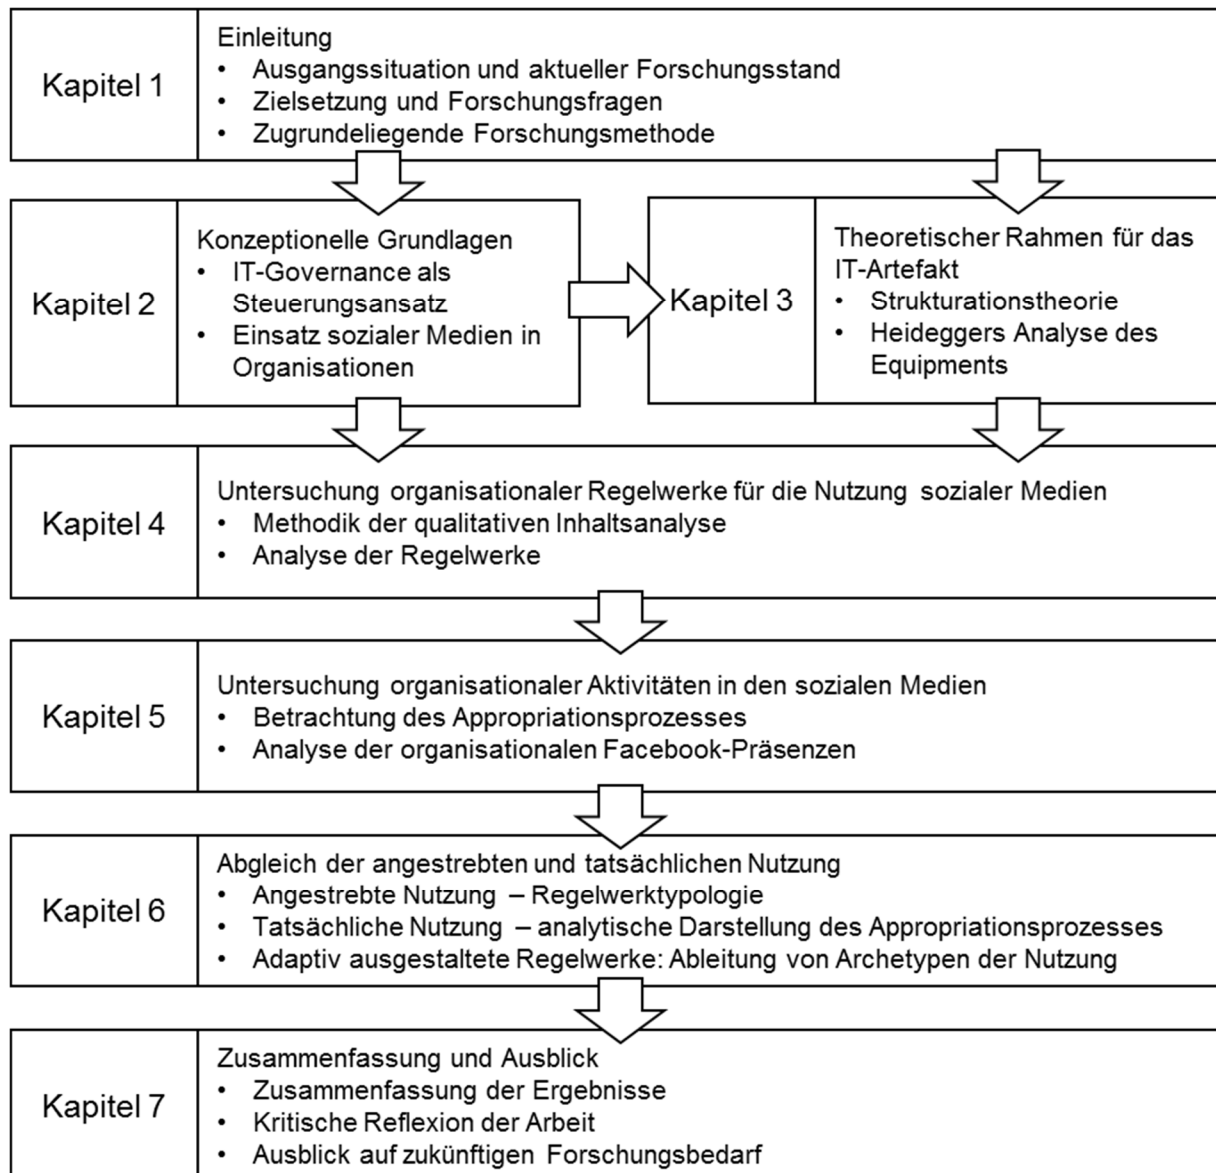 Kapitel 1
Einleitung
• Ausgangssituation und aktueller Forschungsstand
• Zielsetzung und Forschungsfragen
• Zugrundeliegende Forschungsmethode
Kapitel 2
Konzeptionelle Grundlagen
• IT-Governance als
Steuerungsansatz
• Einsatz sozialer Medien in
Organisationen
Kapitel 3
Theoretischer Rahmen für das
IT-Artefakt
• Strukturationstheorie
• Heideggers Analyse des
Equipments
Kapitel 4
Untersuchung organisationaler Regelwerke für die Nutzung sozialer Medien
• Methodik der qualitativen Inhaltsanalyse
• Analyse der Regelwerke
Kapitel 5
Untersuchung organisationaler Aktivitäten in den sozialen Medien
• Betrachtung des Appropriationsprozesses
• Analyse der organisationalen Facebook-Präsenzen
Kapitel 6
Abgleich der angestrebten und tatsächlichen Nutzung
• Angestrebte Nutzung – Regelwerktypologie
• Tatsächliche Nutzung – analytische Darstellung des Appropriationsprozesses
• Adaptiv ausgestaltete Regelwerke: Ableitung von Archetypen der Nutzung
Kapitel 7
Zusammenfassung und Ausblick
• Zusammenfassung der Ergebnisse
• Kritische Reflexion der Arbeit
• Ausblick auf zukünftigen Forschungsbedarf